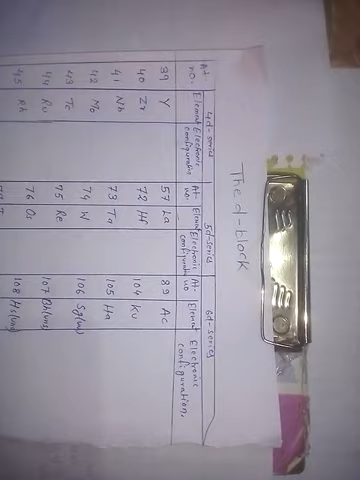 The d-block
4d-series 5d-series 6d-series
At. no. Element Electronic configuration At. no. Element Electronic configurati At. no Element Electronic configuration.
39 Y 57 La 89 Ac
40 Zr 72 Hf 104 Ku
41 Nb 73 Ta 105 Ha
42 Mo 74 W 106 Sg
43 Tc 75 Re 107 Bh(uns)
44 Ru 76 Os 108 Hs(uno)
45 Rh